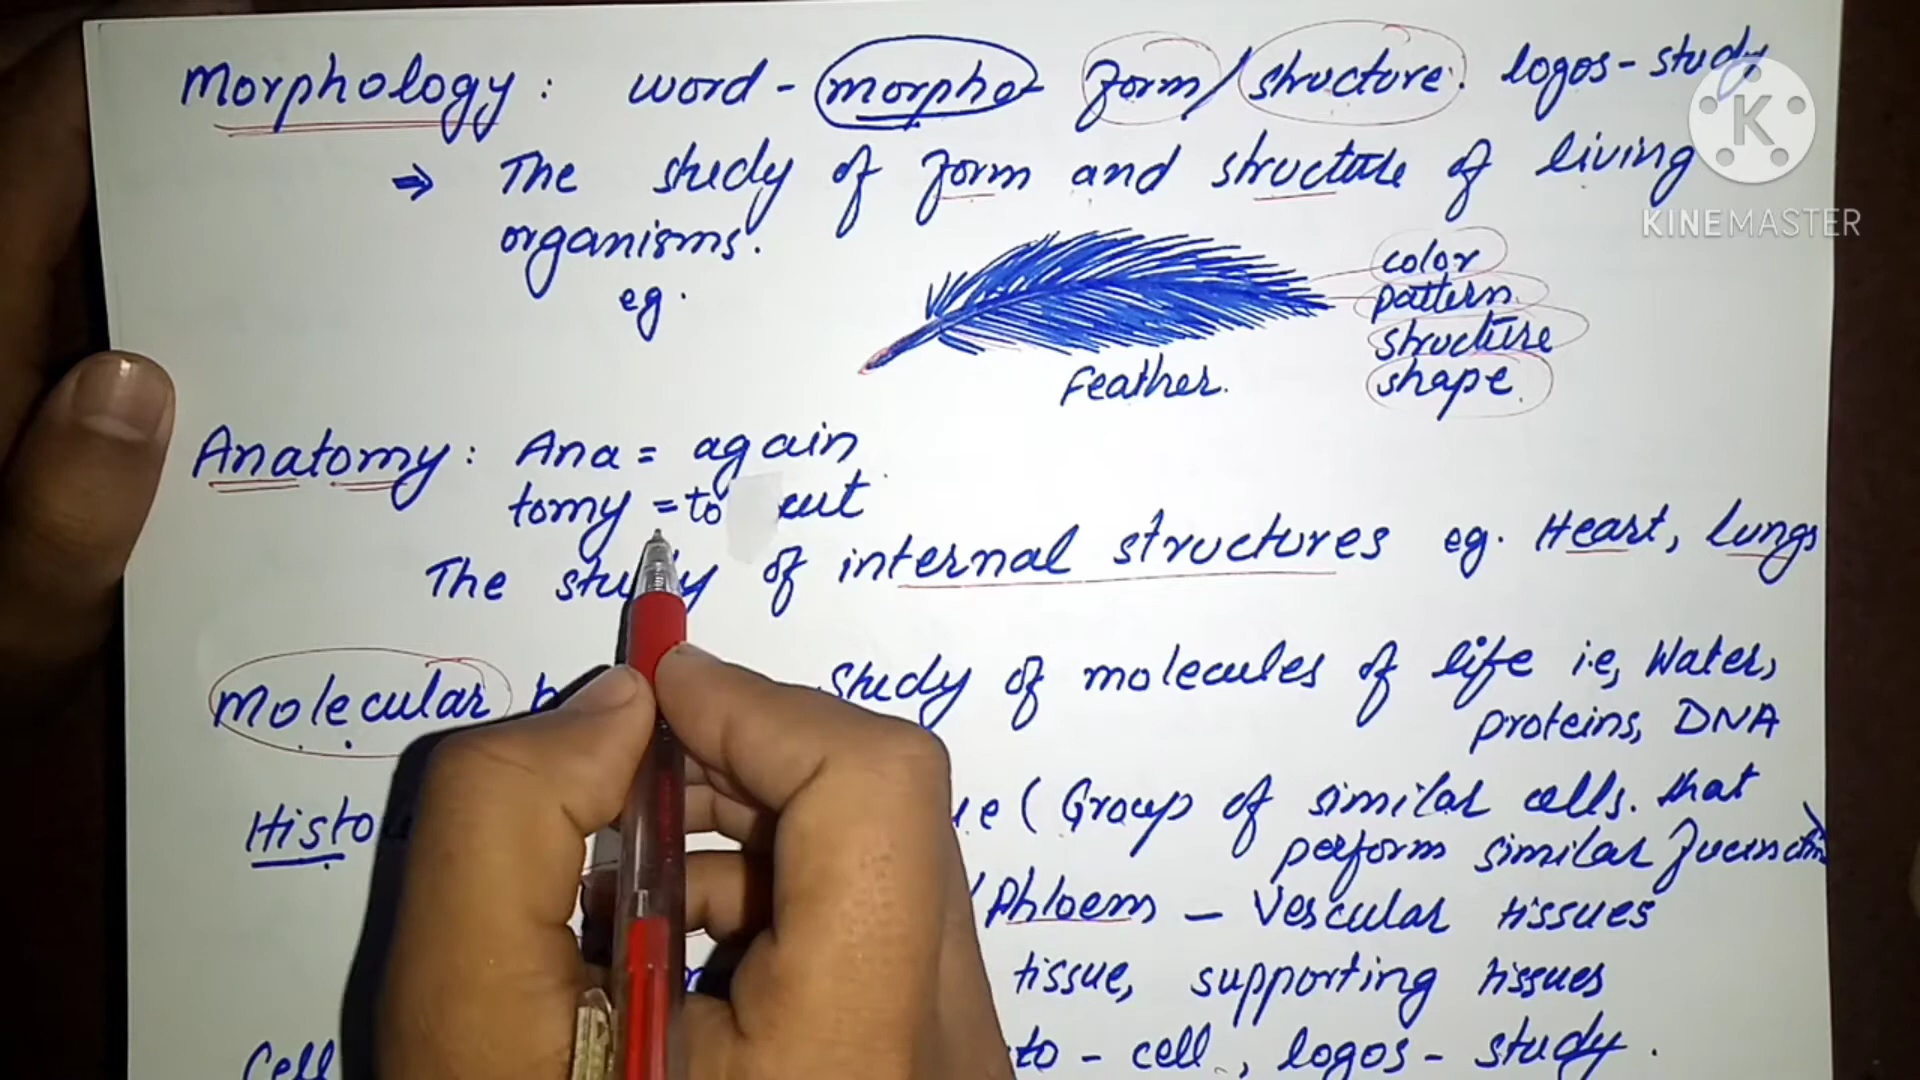 Morphology: word - morpho- form/structure. logos - study
K
⇒ The study of form and structure of living
KINEMASTER
organisms.
eg.
color
pattern
structure
shape
Feather.
Anatomy: Ana = again
tomy = to cut
The study of internal structures eg. Heart, lungs
Molecular study of molecules of life i.e, Water,
proteins, DNA
Histo (Group of similar cells. that
perform similar
Phloem - Vescular tissues
tissue, supporting tissues
Cell to - cell, logos - study.